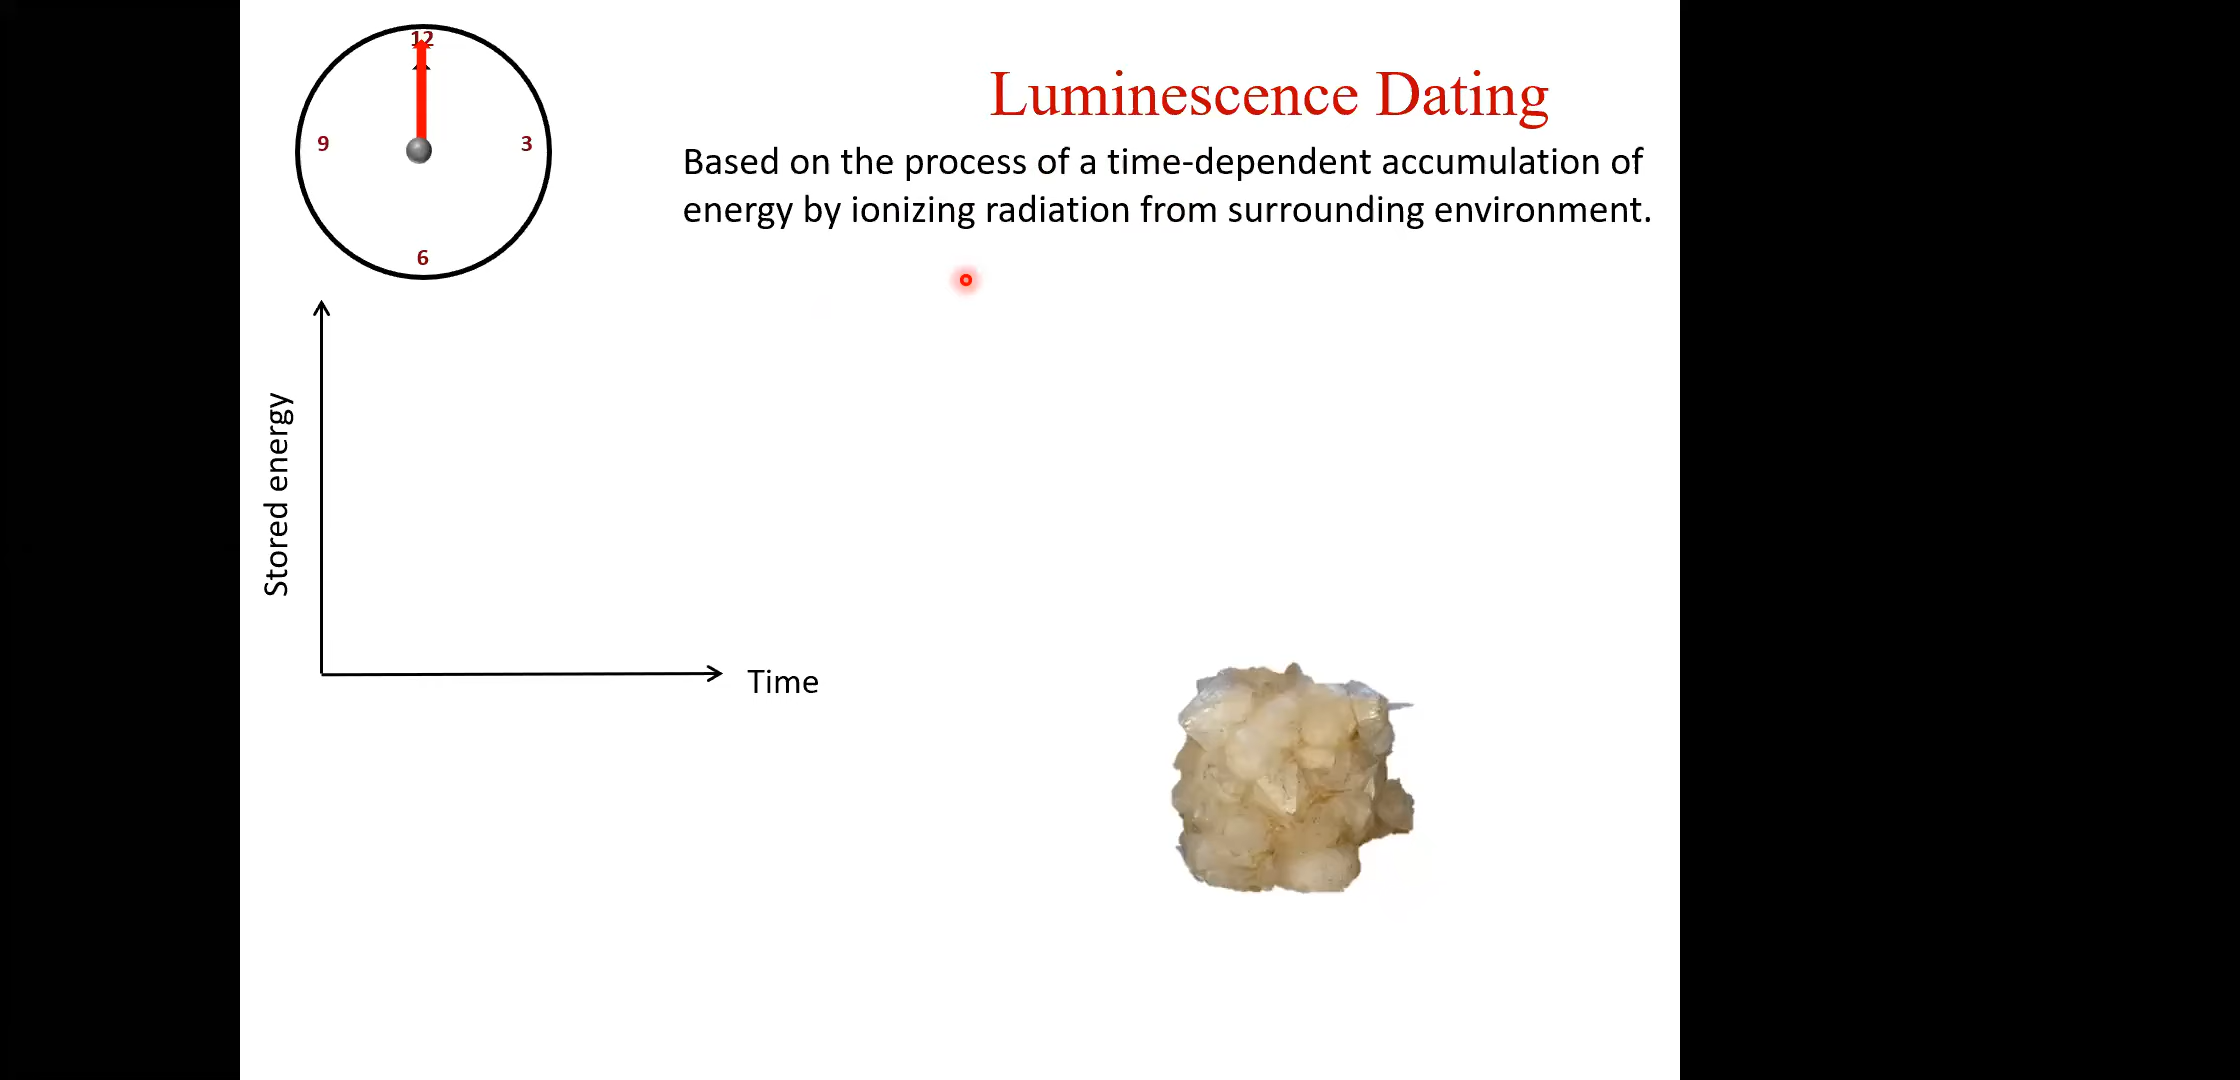 12
9
3
6
Luminescence Dating
Based on the process of a time-dependent accumulation of
energy by ionizing radiation from surrounding environment.
Stored energy
Time